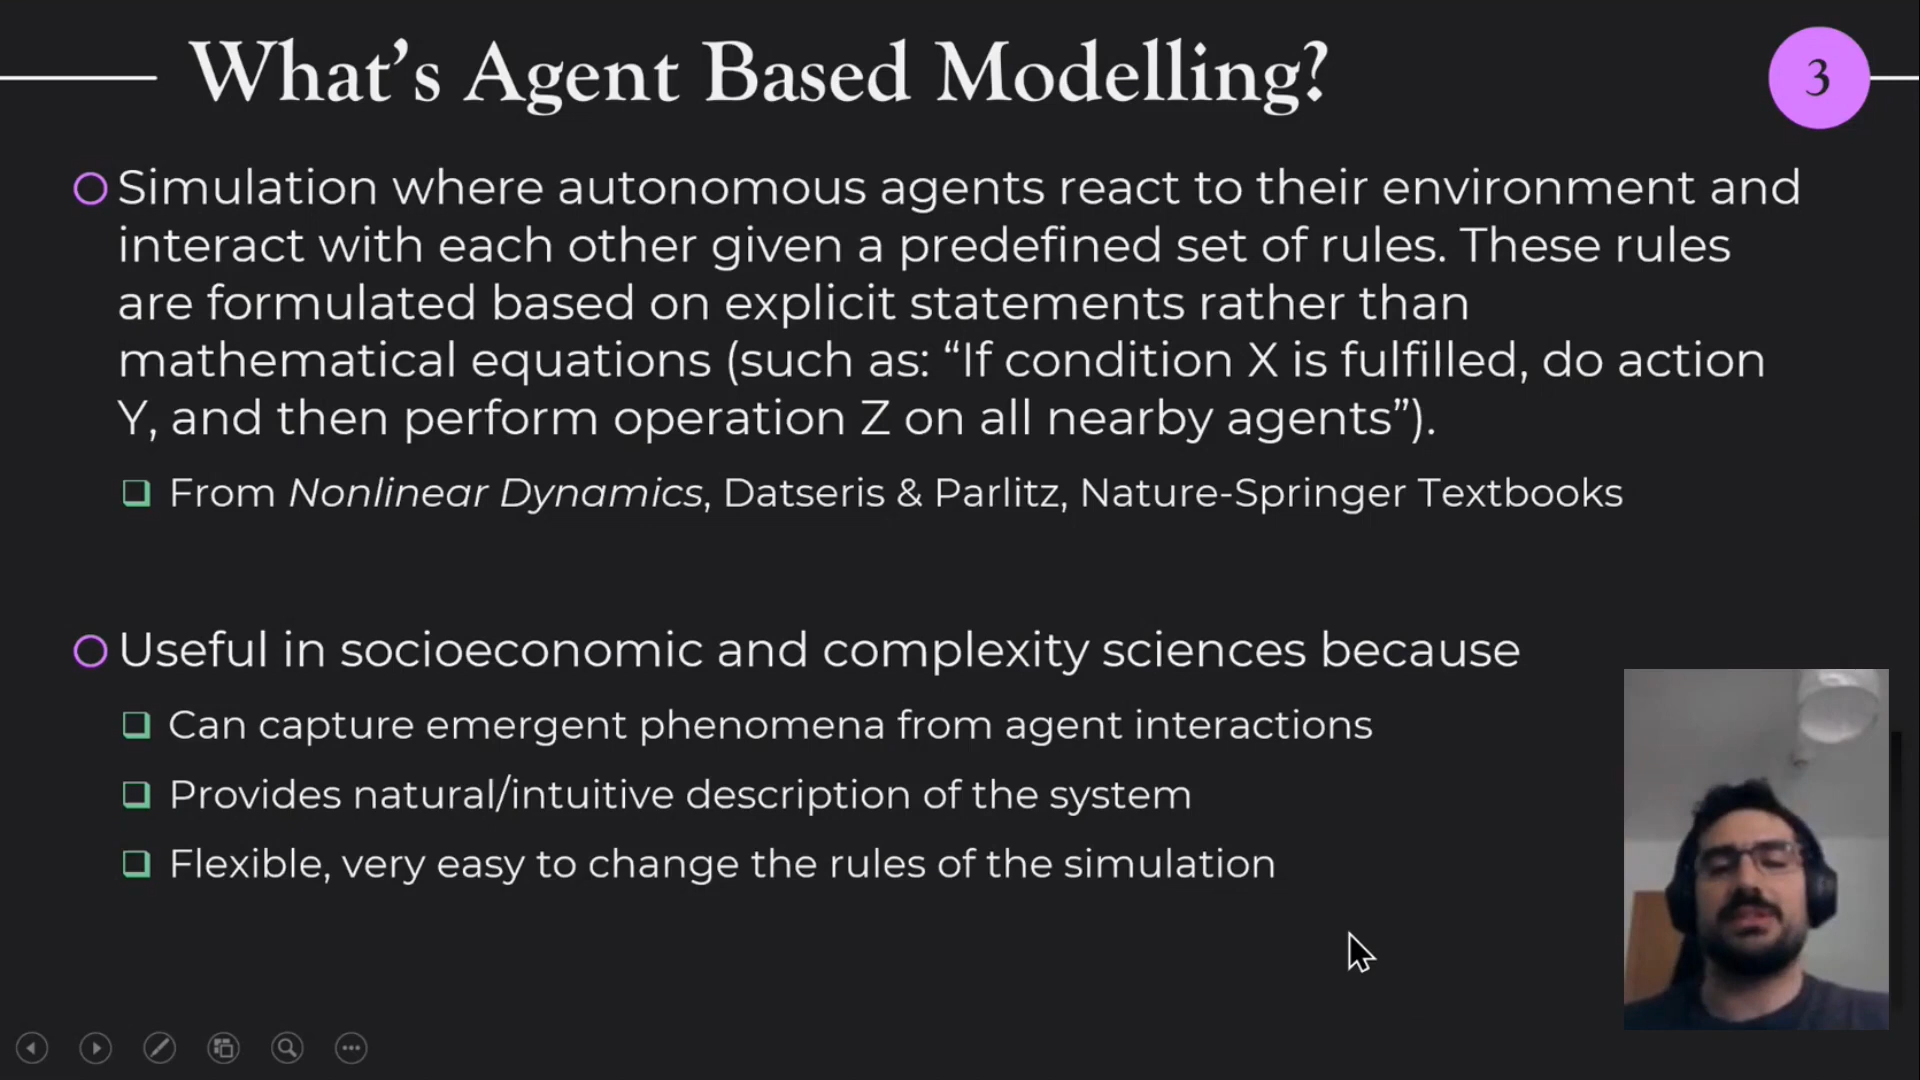 What’s Agent Based Modelling?
3
Simulation where autonomous agents react to their environment and
interact with each other given a predefined set of rules. These rules
are formulated based on explicit statements rather than
mathematical equations (such as: “If condition X is fulfilled, do action
Y, and then perform operation Z on all nearby agents”).
From Nonlinear Dynamics, Datseris & Parlitz, Nature-Springer Textbooks
Useful in socioeconomic and complexity sciences because
Can capture emergent phenomena from agent interactions
Provides natural/intuitive description of the system
Flexible, very easy to change the rules of the simulation